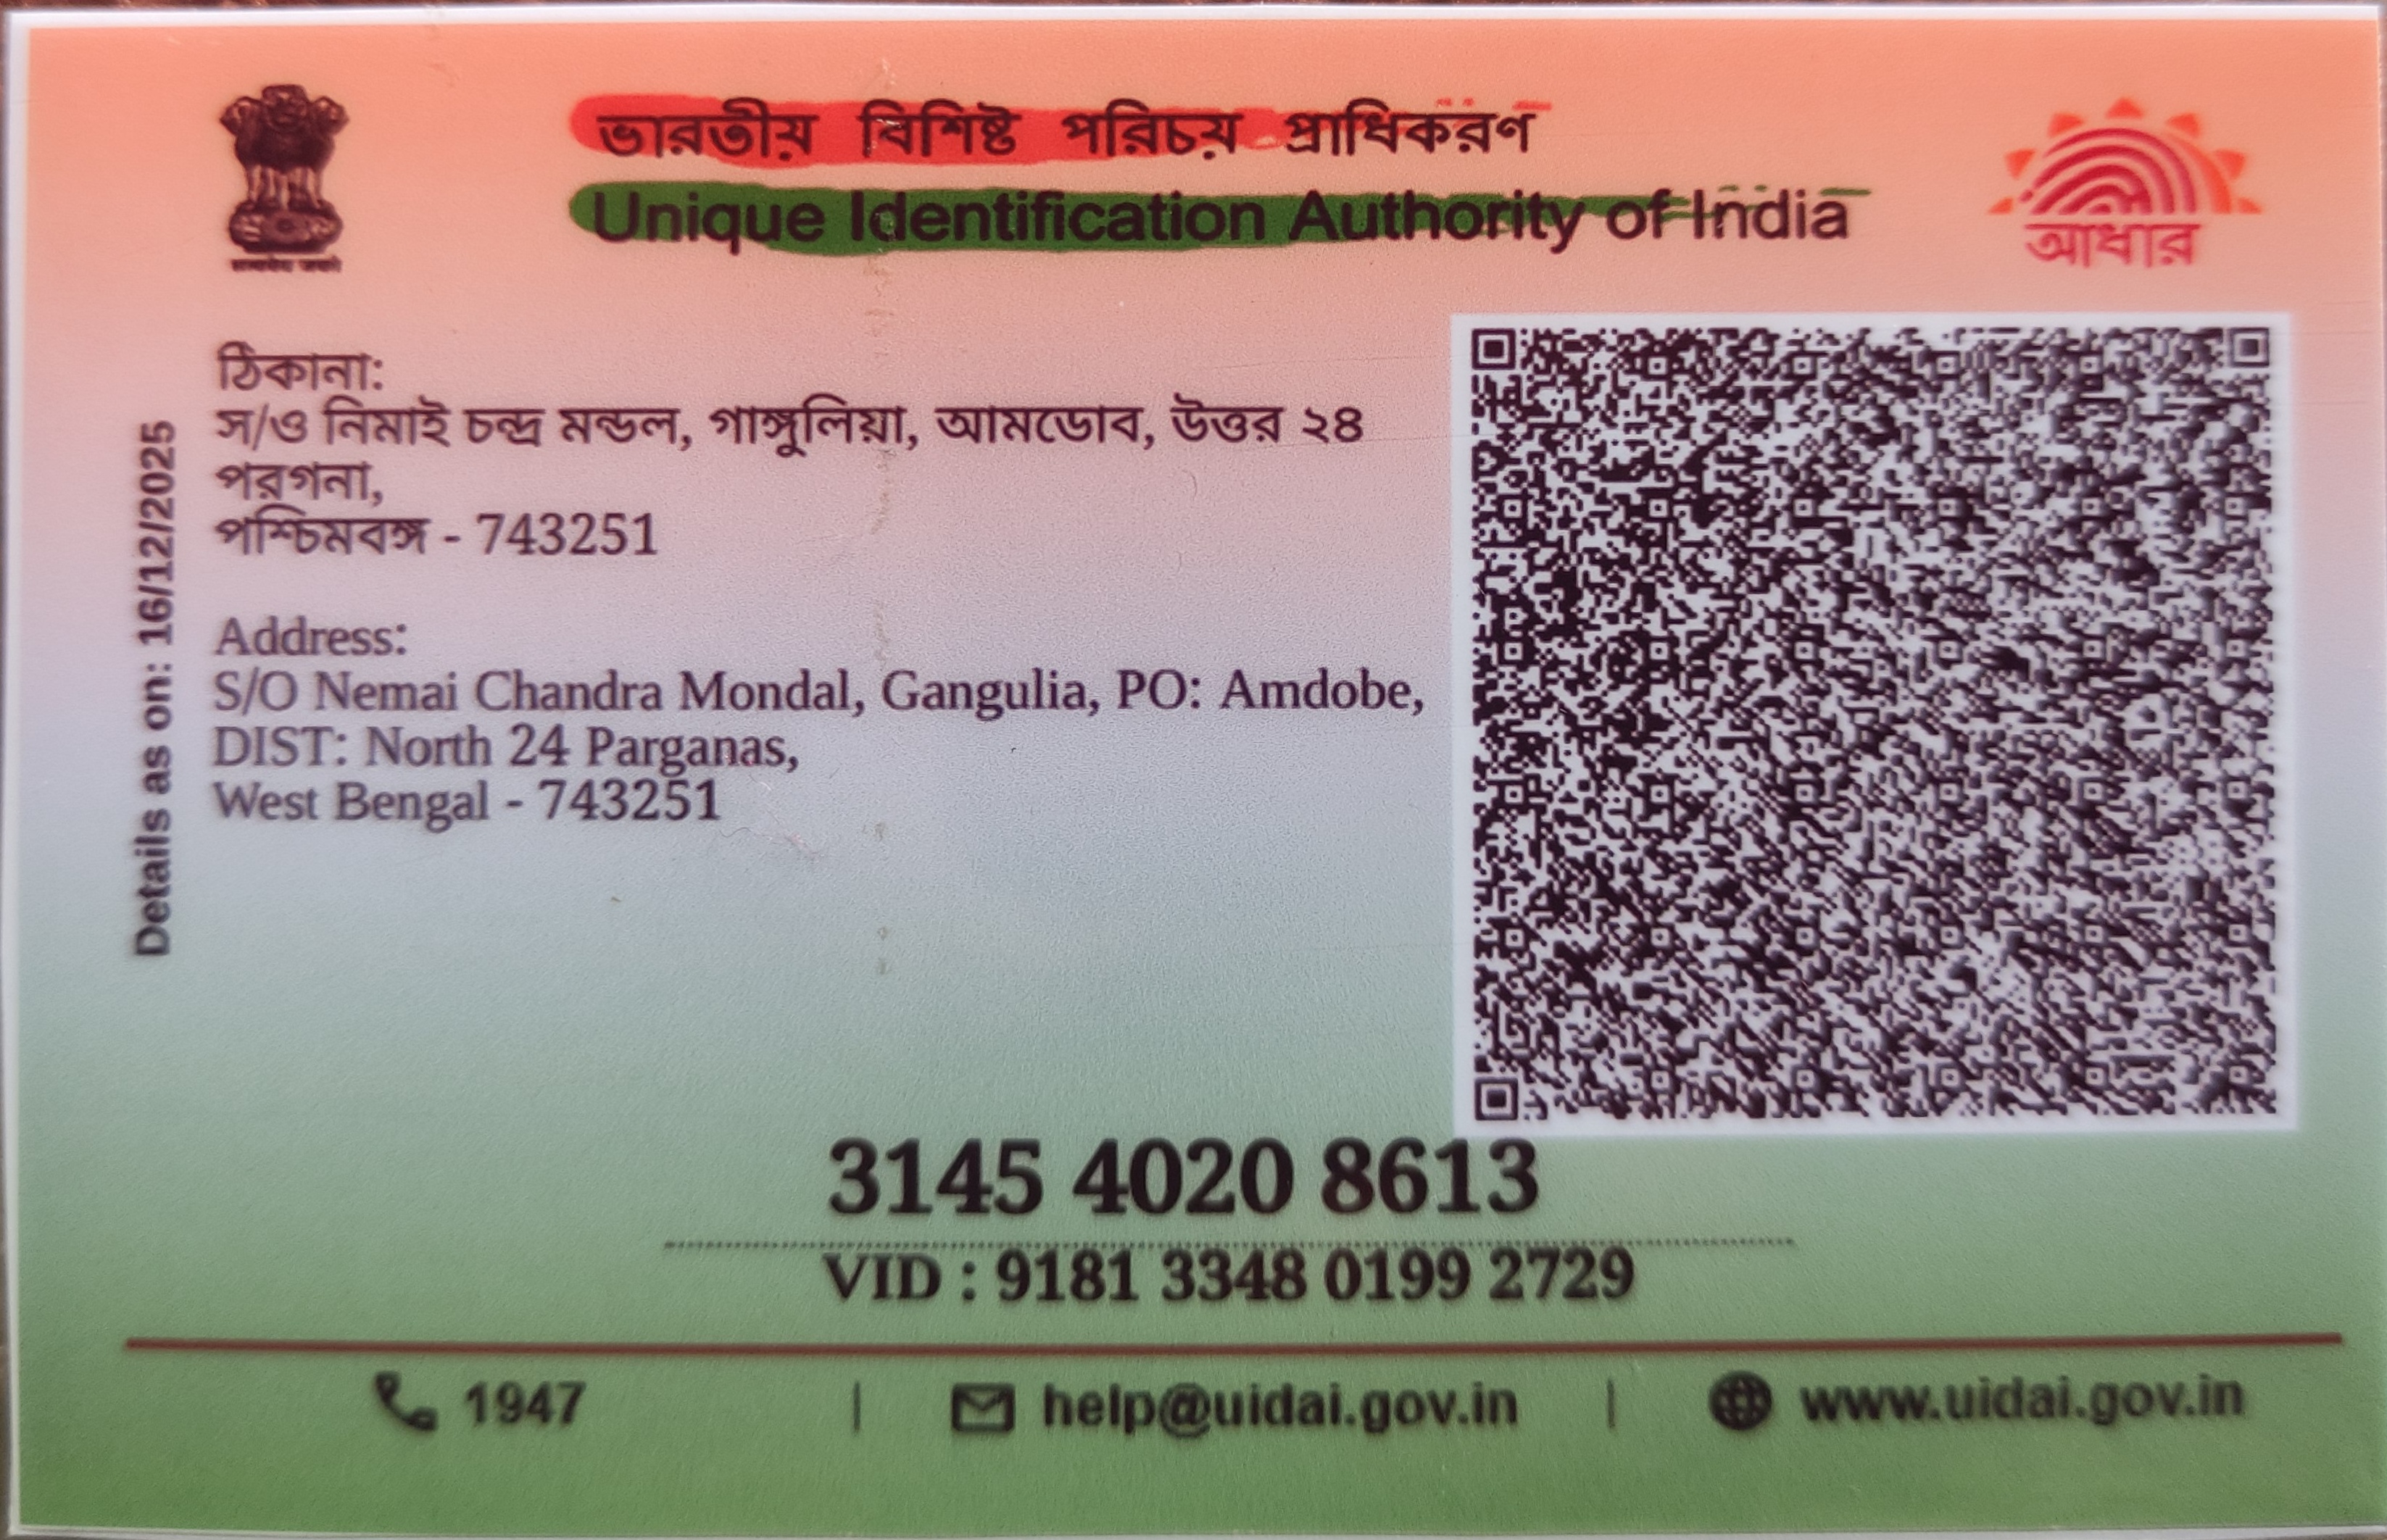 ভারতীয় বিশিষ্ট পরিচয় প্রাধিকরণ
Unique Identification Authority of India
আধার
ঠিকানা:
স/ও নিমাই চন্দ্র মন্ডল, গাঙ্গুলিয়া, আমডোব, উত্তর ২৪
পরগনা,
পশ্চিমবঙ্গ - 743251
Address:
S/O Nemai Chandra Mondal, Gangulia, PO: Amdobe,
DIST: North 24 Parganas,
West Bengal - 743251
Details as on: 16/12/2025
3145 4020 8613
VID : 9181 3348 0199 2729
1947 | help@uidai.gov.in | www.uidai.gov.in